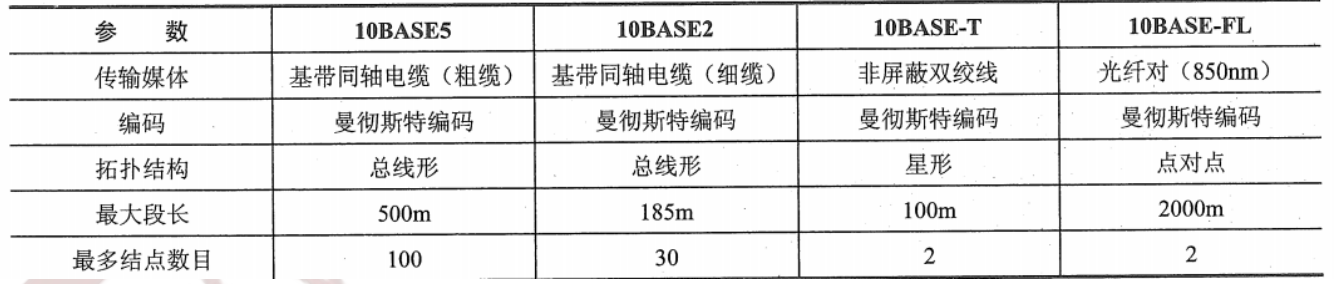 参 数 10BASE5 10BASE2 10BASE-T 10BASE-FL
传输媒体 基带同轴电缆（粗缆） 基带同轴电缆（细缆） 非屏蔽双绞线 光纤对（850nm）
编码 曼彻斯特编码 曼彻斯特编码 曼彻斯特编码 曼彻斯特编码
拓扑结构 总线形 总线形 星形 点对点
最大段长 500m 185m 100m 2000m
最多结点数目 100 30 2 2